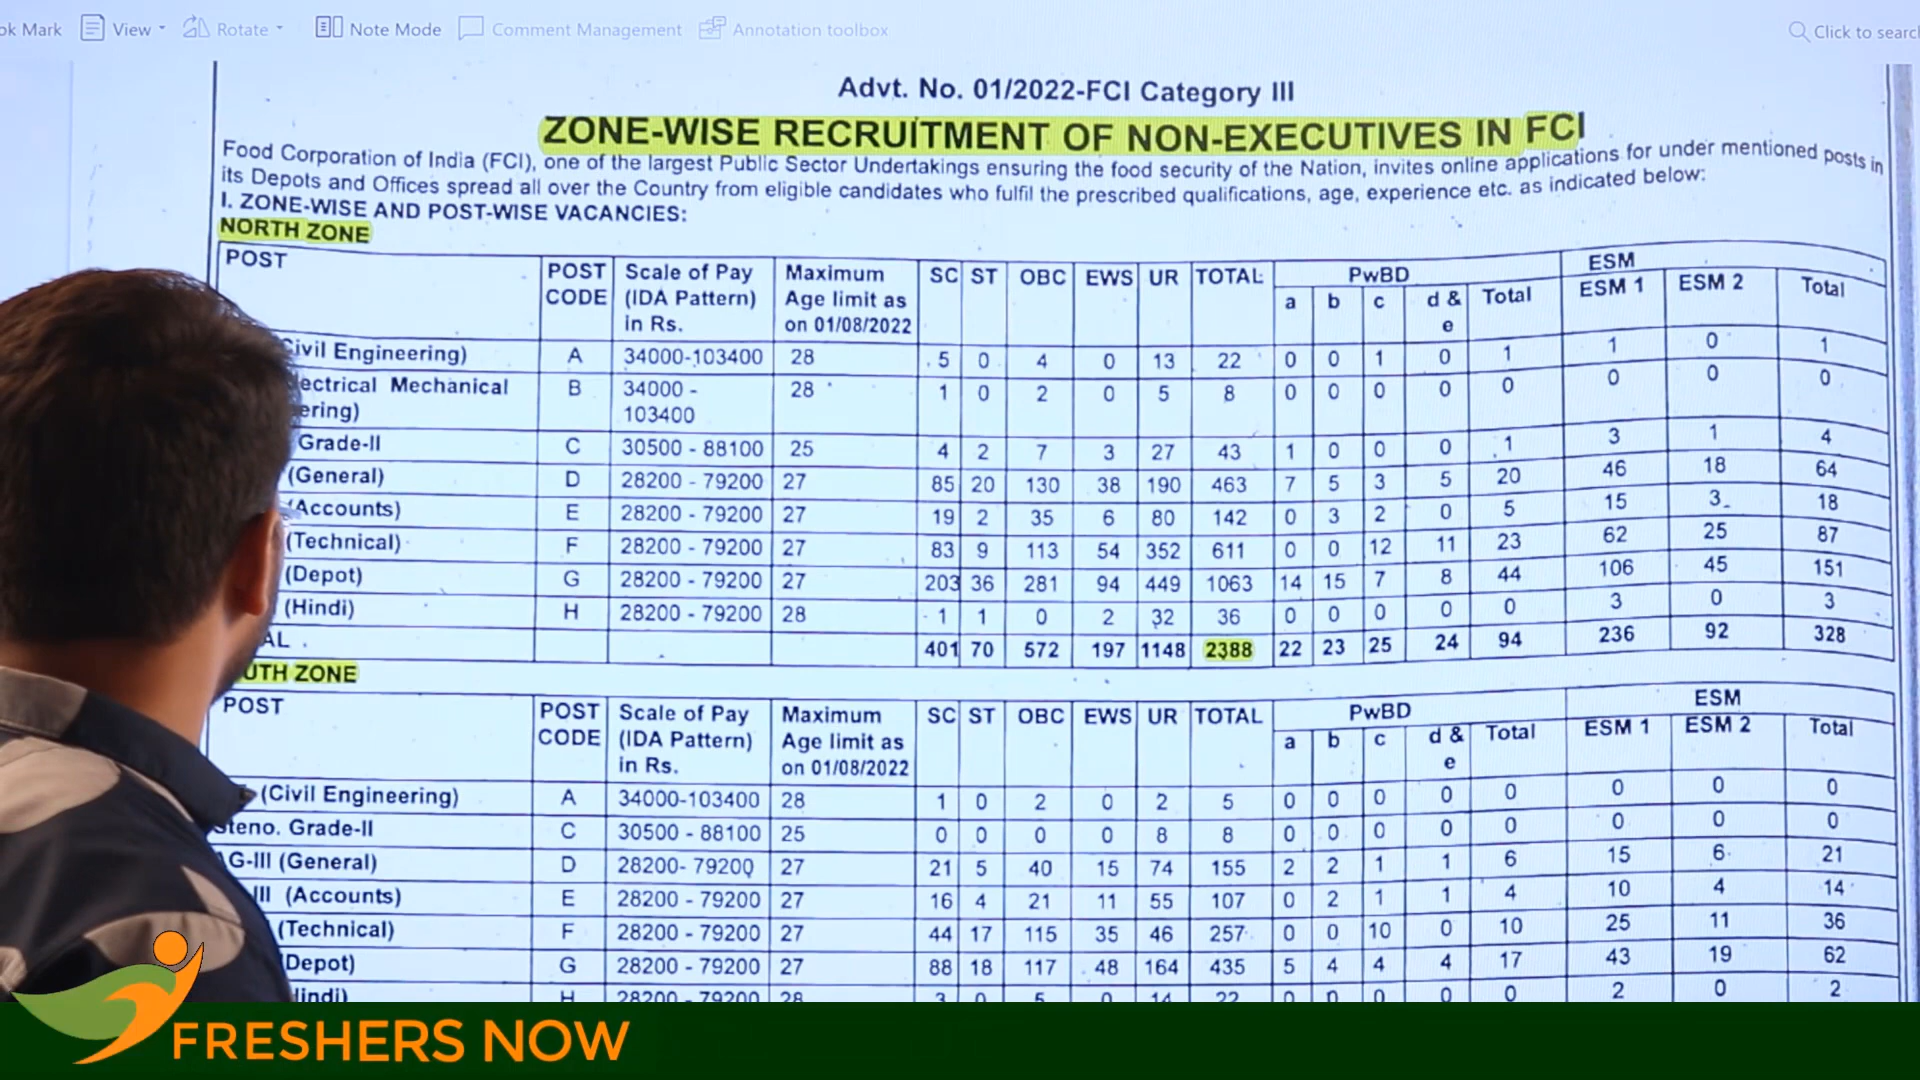 ok Mark View Rotate Note Mode Comment Management Annotation toolbox Click to search
Advt. No. 01/2022-FCI Category III
ZONE-WISE RECRUITMENT OF NON-EXECUTIVES IN FCI
Food Corporation of India (FCI), one of the largest Public Sector Undertakings ensuring the food security of the Nation, invites online applications for under mentioned posts in
its Depots and Offices spread all over the Country from eligible candidates who fulfil the prescribed qualifications, age, experience etc. as indicated below:
I. ZONE-WISE AND POST-WISE VACANCIES:
NORTH ZONE
POST POST CODE Scale of Pay (IDA Pattern) in Rs. Maximum Age limit as on 01/08/2022 SC ST OBC EWS UR TOTAL PwBD ESM
a b c d & e Total ESM 1 ESM 2 Total
Civil Engineering) A 34000-103400 28 5 0 4 0 13 22 0 0 1 0 1 1 0 1
lectrical Mechanical ering) B 34000 - 103400 28 1 0 2 0 5 8 0 0 0 0 0 0 0 0
Grade-II C 30500 - 88100 25 4 2 7 3 27 43 1 0 0 0 1 3 1 4
(General) D 28200 - 79200 27 85 20 130 38 190 463 7 5 3 5 20 46 18 64
(Accounts) E 28200 - 79200 27 19 2 35 6 80 142 0 3 2 0 5 15 3 18
(Technical) F 28200 - 79200 27 83 9 113 54 352 611 0 0 12 11 23 62 25 87
(Depot) G 28200 - 79200 27 203 36 281 94 449 1063 14 15 7 8 44 106 45 151
(Hindi) H 28200 - 79200 28 1 1 0 2 32 36 0 0 0 0 0 3 0 3
AL 401 70 572 197 1148 2388 22 23 25 24 94 236 92 328
UTH ZONE
POST POST CODE Scale of Pay (IDA Pattern) in Rs. Maximum Age limit as on 01/08/2022 SC ST OBC EWS UR TOTAL PwBD ESM
a b c d & e Total ESM 1 ESM 2 Total
(Civil Engineering) A 34000-103400 28 1 0 2 0 2 5 0 0 0 0 0 0 0 0
Steno. Grade-II C 30500 - 88100 25 0 0 0 0 8 8 0 0 0 0 0 0 0 0
AG-III (General) D 28200- 79200 27 21 5 40 15 74 155 2 2 1 1 6 15 6 21
III (Accounts) E 28200 - 79200 27 16 4 21 11 55 107 0 2 1 1 4 10 4 14
(Technical) F 28200 - 79200 27 44 17 115 35 46 257 0 0 10 0 10 25 11 36
(Depot) G 28200 - 79200 27 88 18 117 48 164 435 5 4 4 4 17 43 19 62
lindi) H 28200 - 79200 28 3 0 5 0 14 22 0 0 0 0 0 2 0 2
FRESHERS NOW